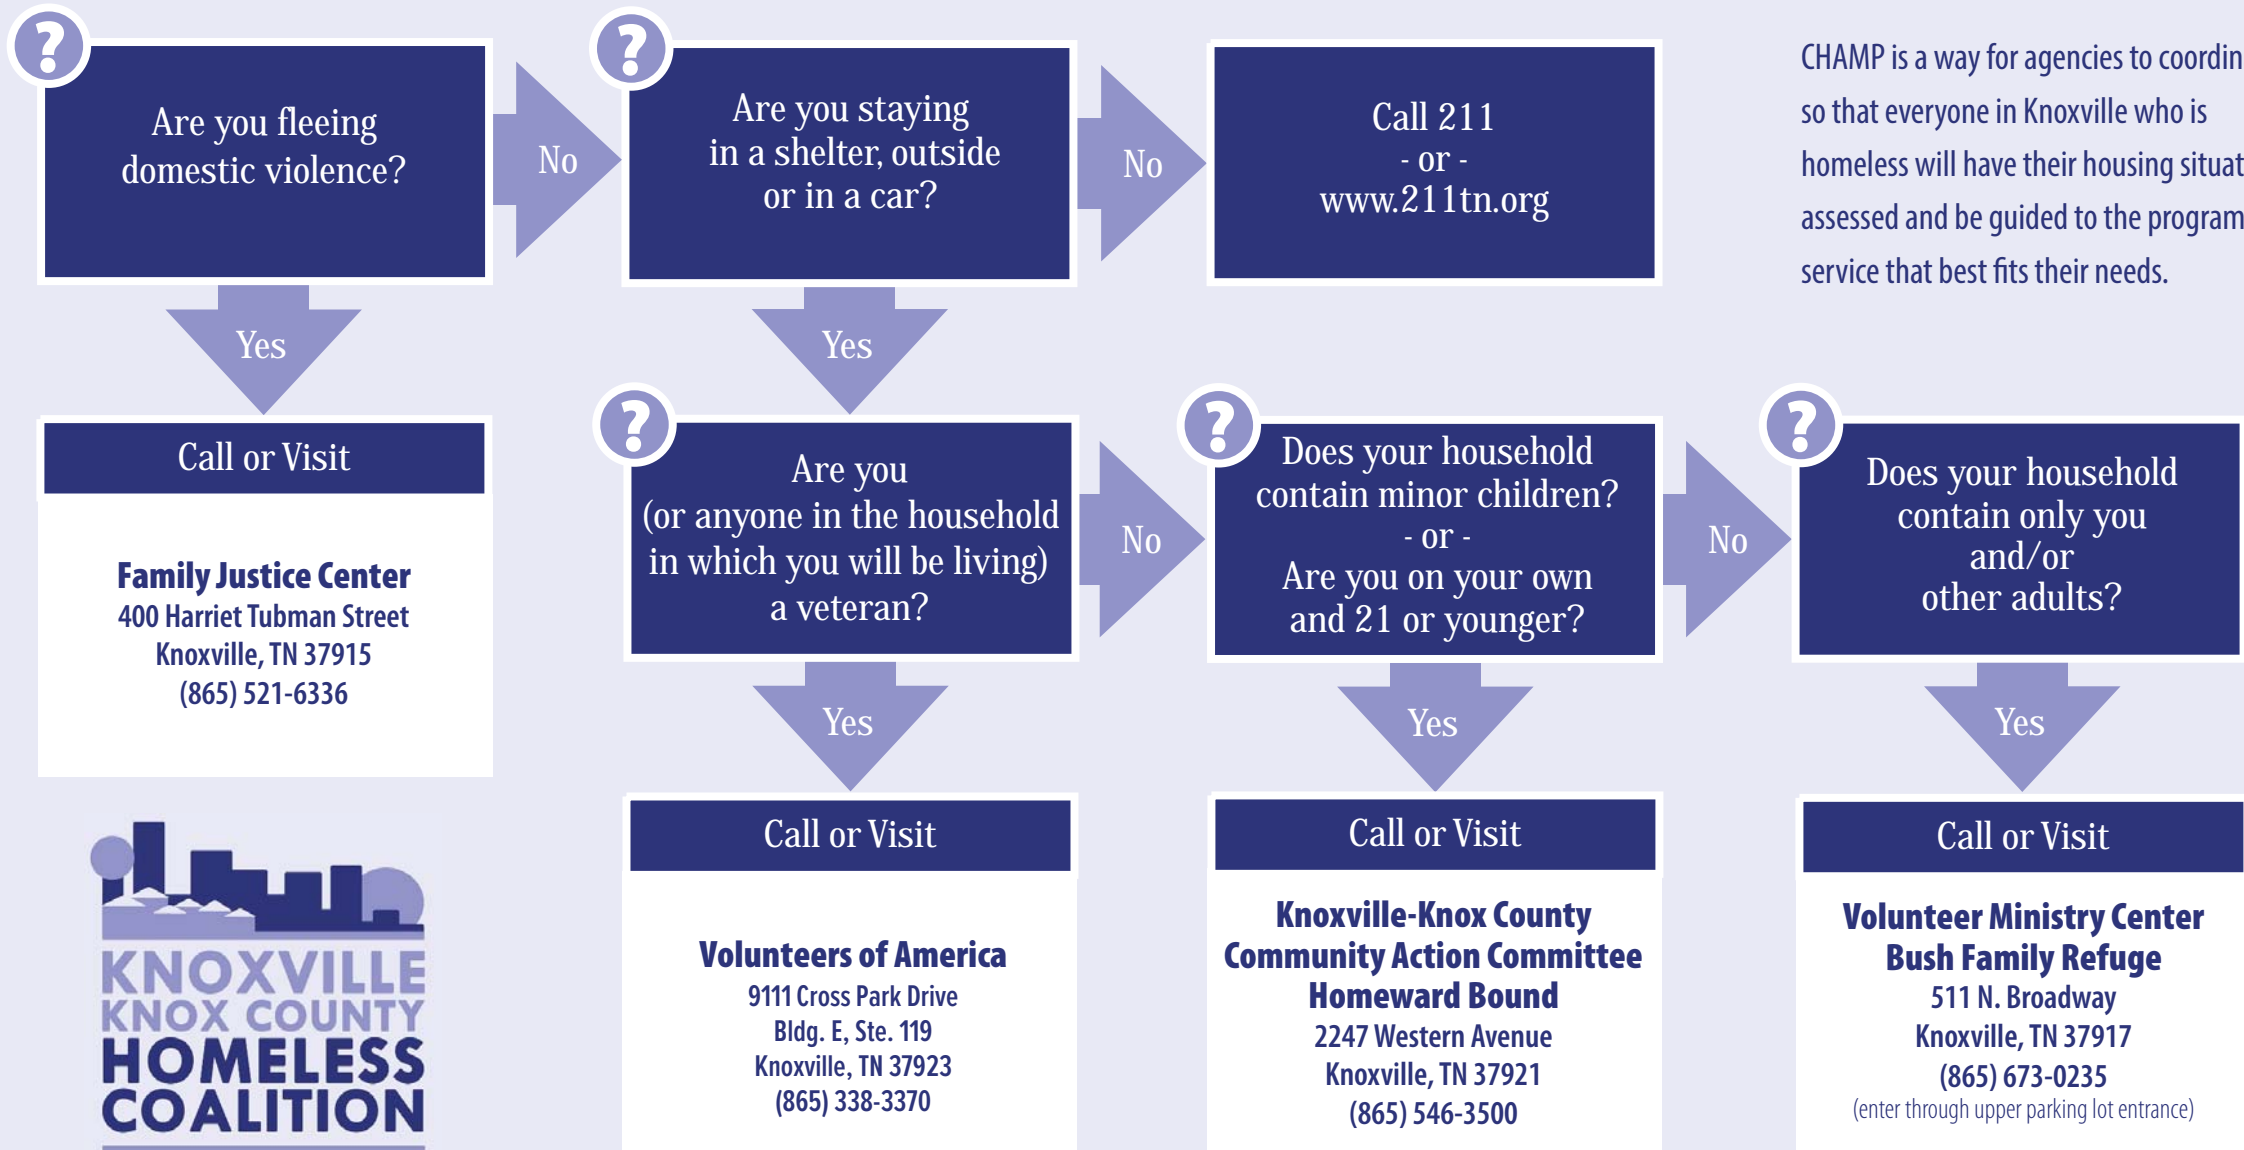 ?
Are you fleeing
domestic violence?
No
?
Are you staying
in a shelter, outside
or in a car?
No
Call 211
- or -
www.211tn.org
CHAMP is a way for agencies to coordin
so that everyone in Knoxville who is
homeless will have their housing situat
assessed and be guided to the program
service that best fits their needs.
Yes
Yes
Call or Visit
Family Justice Center
400 Harriet Tubman Street
Knoxville, TN 37915
(865) 521-6336
?
Are you
(or anyone in the household
in which you will be living)
a veteran?
No
?
Does your household
contain minor children?
- or -
Are you on your own
and 21 or younger?
No
?
Does your household
contain only you
and/or
other adults?
Yes
Yes
Yes
Call or Visit
Volunteers of America
9111 Cross Park Drive
Bldg. E, Ste. 119
Knoxville, TN 37923
(865) 338-3370
Call or Visit
Knoxville-Knox County
Community Action Committee
Homeward Bound
2247 Western Avenue
Knoxville, TN 37921
(865) 546-3500
Call or Visit
Volunteer Ministry Center
Bush Family Refuge
511 N. Broadway
Knoxville, TN 37917
(865) 673-0235
(enter through upper parking lot entrance)
KNOXVILLE
KNOX COUNTY
HOMELESS
COALITION